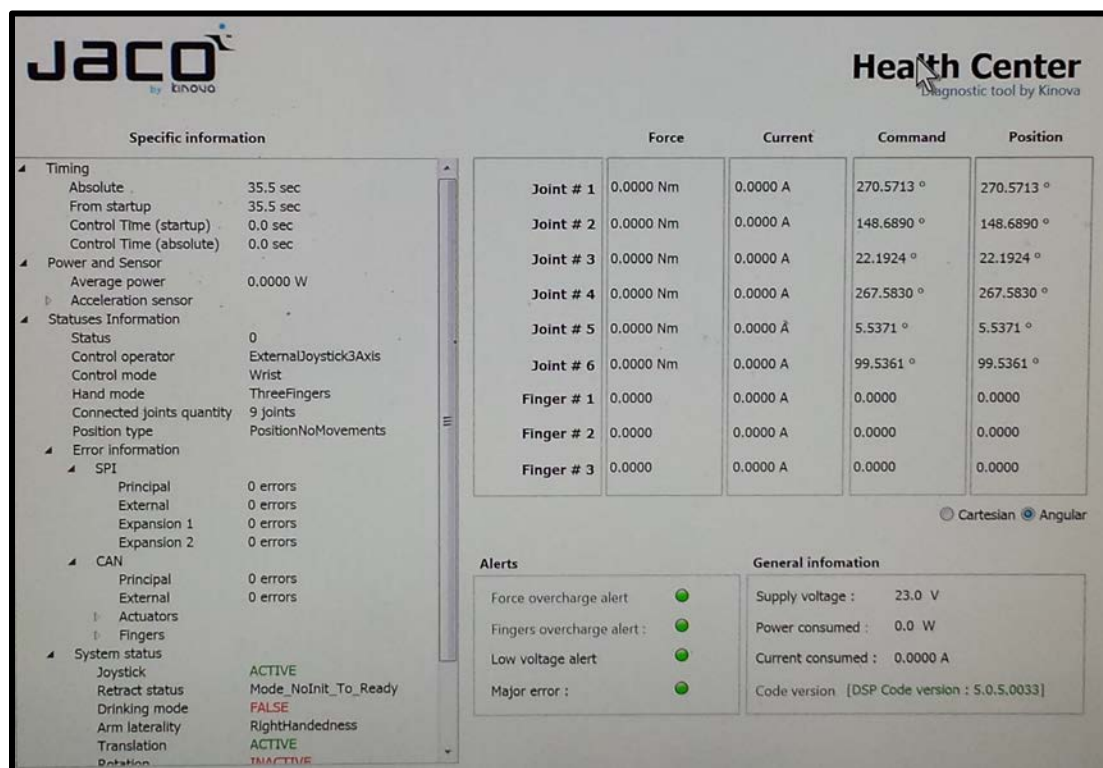 JACO
by kinova
Health Center
Diagnostic tool by Kinova
Specific information
Timing
Absolute 35.5 sec
From startup 35.5 sec
Control Time (startup) 0.0 sec
Control Time (absolute) 0.0 sec
Power and Sensor
Average power 0.0000 W
Acceleration sensor
Statuses Information
Status 0
Control operator ExternalJoystick3Axis
Control mode Wrist
Hand mode ThreeFingers
Connected joints quantity 9 joints
Position type PositionNoMovements
Error information
SPI
Principal 0 errors
External 0 errors
Expansion 1 0 errors
Expansion 2 0 errors
CAN
Principal 0 errors
External 0 errors
Actuators
Fingers
System status
Joystick ACTIVE
Retract status Mode_NoInit_To_Ready
Drinking mode FALSE
Arm laterality RightHandedness
Translation ACTIVE
Rotation INACTIVE
Force Current Command Position
Joint # 1 0.0000 Nm 0.0000 A 270.5713 º 270.5713 º
Joint # 2 0.0000 Nm 0.0000 A 148.6890 º 148.6890 º
Joint # 3 0.0000 Nm 0.0000 A 22.1924 º 22.1924 º
Joint # 4 0.0000 Nm 0.0000 A 267.5830 º 267.5830 º
Joint # 5 0.0000 Nm 0.0000 A 5.5371 º 5.5371 º
Joint # 6 0.0000 Nm 0.0000 A 99.5361 º 99.5361 º
Finger # 1 0.0000 0.0000 A 0.0000 0.0000
Finger # 2 0.0000 0.0000 A 0.0000 0.0000
Finger # 3 0.0000 0.0000 A 0.0000 0.0000
Cartesian Angular
Alerts
Force overcharge alert
Fingers overcharge alert :
Low voltage alert
Major error :
General infomation
Supply voltage : 23.0 V
Power consumed : 0.0 W
Current consumed : 0.0000 A
Code version [DSP Code version : 5.0.5.0033]